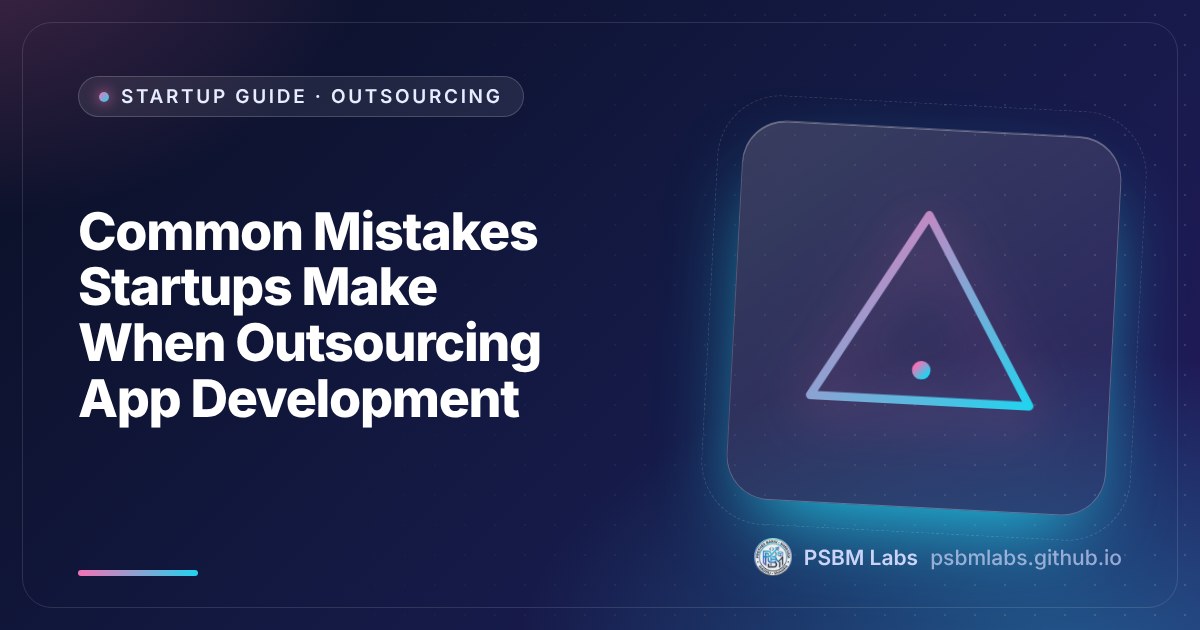 STARTUP GUIDE · OUTSOURCING
Common Mistakes
Startups Make
When Outsourcing
App Development
PSBM Labs psbmlabs.github.io